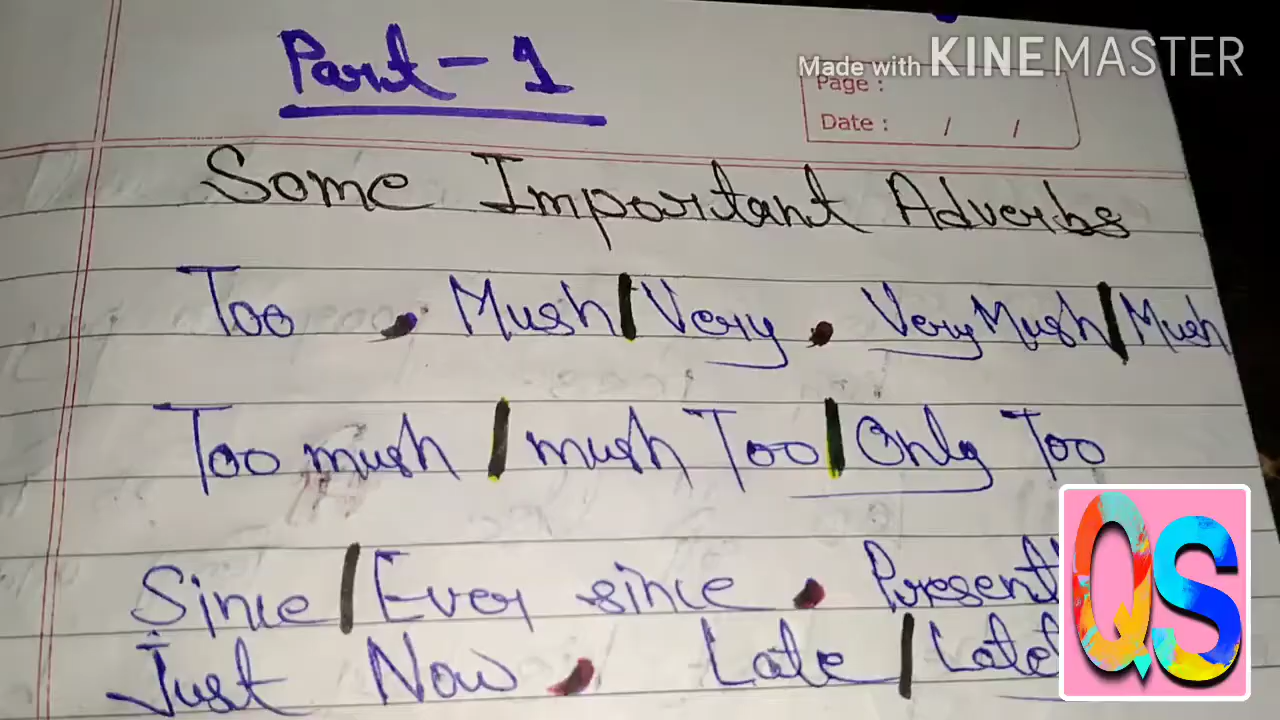 Part-1
Made with KINEMASTER
Page :
Date : / /
Some Important Adverbs
Too . Mush | Very . Very Mush | Mush
Too mush | mush Too | Only Too
Since | Ever since . Present
Just Now . Late | Late
QS